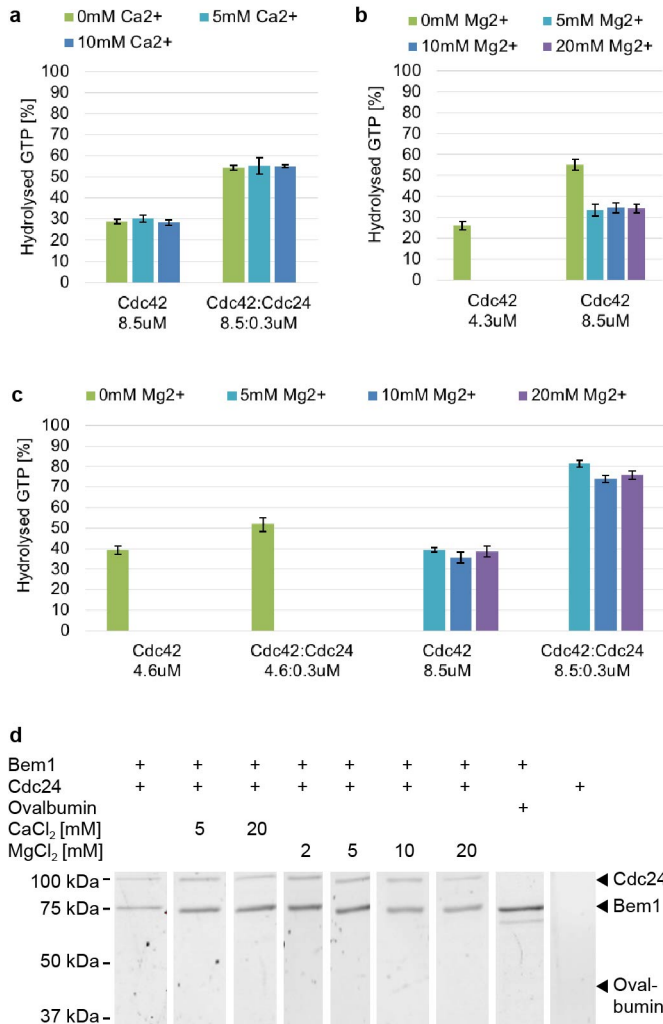 a
0mM Ca2+ 5mM Ca2+
10mM Ca2+
Hydrolysed GTP [%]
100
90
80
70
60
50
40
30
20
10
0
Cdc42 Cdc42:Cdc24
8.5uM 8.5:0.3uM
b
0mM Mg2+ 5mM Mg2+
10mM Mg2+ 20mM Mg2+
Hydrolysed GTP [%]
100
90
80
70
60
50
40
30
20
10
0
Cdc42 Cdc42
4.3uM 8.5uM
c
0mM Mg2+ 5mM Mg2+ 10mM Mg2+ 20mM Mg2+
Hydrolysed GTP [%]
100
90
80
70
60
50
40
30
20
10
0
Cdc42 Cdc42:Cdc24 Cdc42 Cdc42:Cdc24
4.6uM 4.6:0.3uM 8.5uM 8.5:0.3uM
d
Bem1 + + + + + + + +
Cdc24 + + + + + + + +
Ovalbumin +
CaCl₂ [mM] 5 20
MgCl₂ [mM] 2 5 10 20
100 kDa Cdc24
75 kDa Bem1
50 kDa
Oval-
bumin
37 kDa